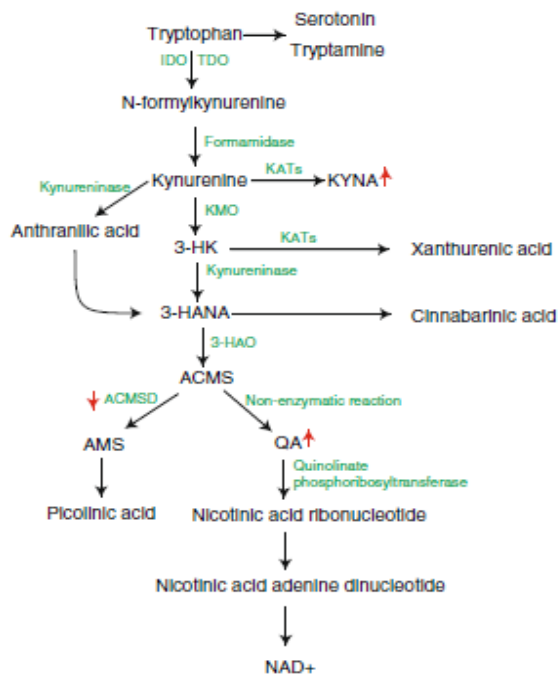 Tryptophan
Serotonin
Tryptamine
IDO TDO
N-formylkynurenine
Formamidase
Kynureninase
Kynurenine
KATs
KYNA
Anthranilic acid
KMO
3-HK
KATs
Xanthurenic acid
Kynureninase
3-HANA
Cinnabarinic acid
3-HAO
ACMS
ACMSD
Non-enzymatic reaction
AMS
QA
Quinolinate
phosphoribosyltransferase
Picolinic acid
Nicotinic acid ribonucleotide
Nicotinic acid adenine dinucleotide
NAD+